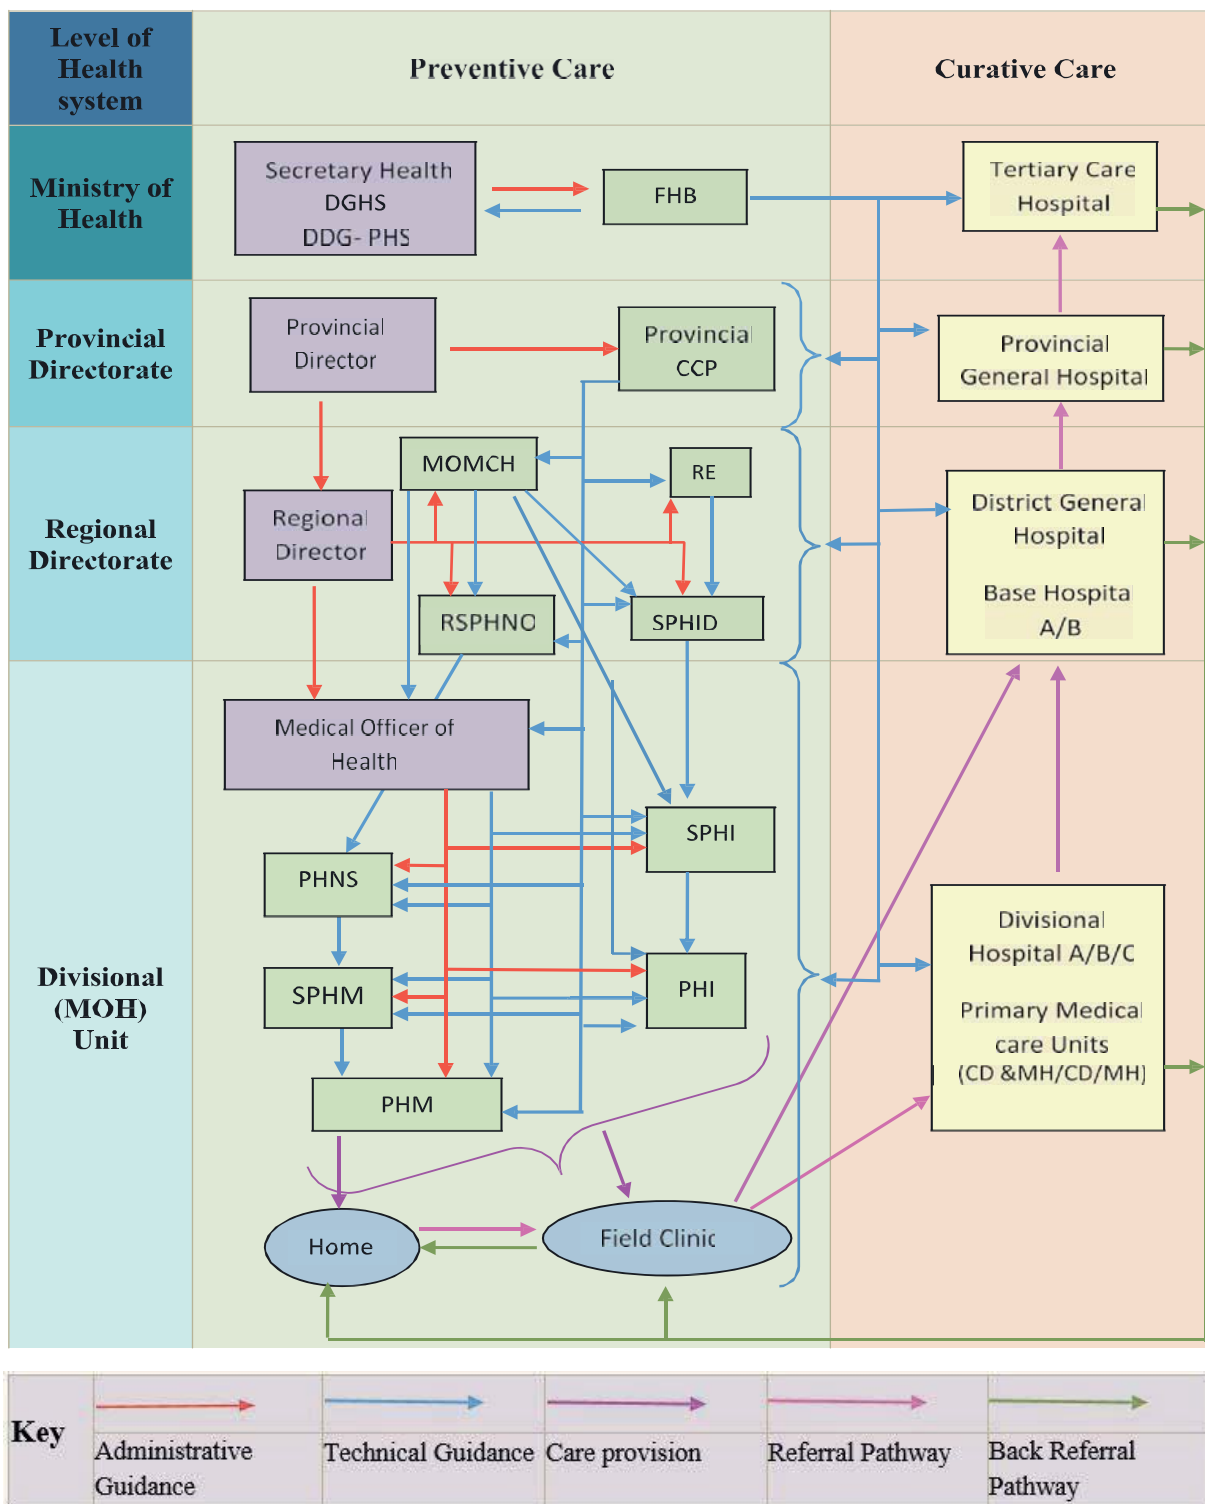 Level of
Health
system
Preventive Care
Curative Care
Ministry of
Health
Secretary Health
DGHS
DDG- PHS
FHB
Tertiary Care
Hospital
Provincial
Directorate
Provincial
Director
Provincial
CCP
Provincial
General Hospital
Regional
Directorate
MOMCH
RE
Regional
Director
RSPHNO
SPHID
District General
Hospital
Base Hospita
A/B
Divisional
(MOH)
Unit
Medical Officer of
Health
SPHI
PHNS
SPHM
PHI
PHM
Home
Field Clinic
Divisional
Hospital A/B/C
Primary Medical
care Units
(CD &MH/CD/MH)
Key
Administrative
Guidance
Technical Guidance
Care provision
Referral Pathway
Back Referral
Pathway